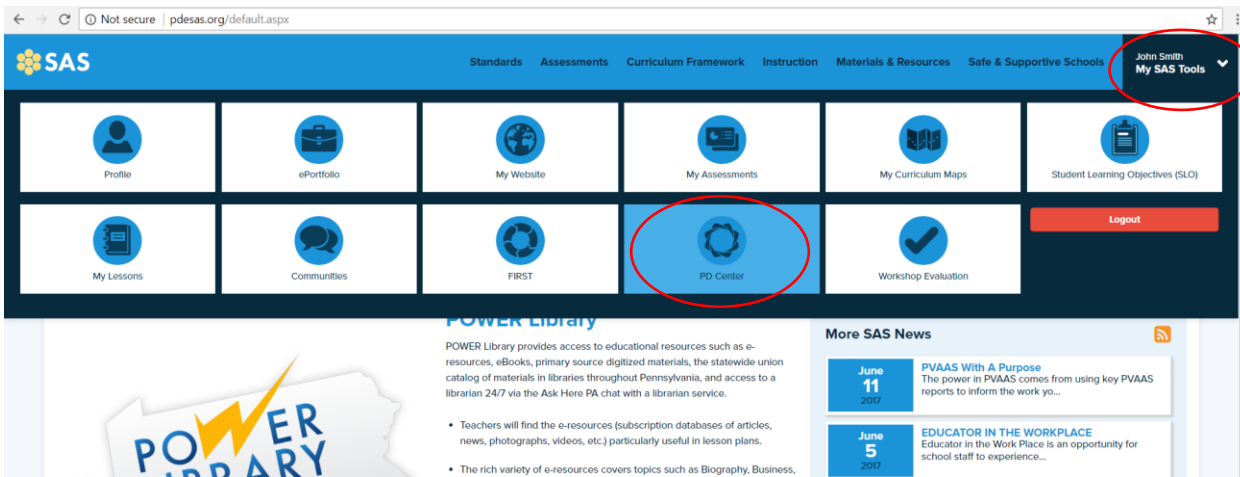 Not secure | pdesas.org/default.aspx
SAS
Standards Assessments Curriculum Framework Instruction Materials & Resources Safe & Supportive Schools
John Smith
My SAS Tools
Profile
ePortfolio
My Website
My Assessments
My Curriculum Maps
Student Learning Objectives (SLO)
My Lessons
Communities
FIRST
PD Center
Workshop Evaluation
Logout
POWER LIBRARY
POWER Library
POWER Library provides access to educational resources such as e-
resources, eBooks, primary source digitized materials, the statewide union
catalog of materials in libraries throughout Pennsylvania, and access to a
librarian 24/7 via the Ask Here PA chat with a librarian service.
• Teachers will find the e-resources (subscription databases of articles,
news, photographs, videos, etc.) particularly useful in lesson plans.
• The rich variety of e-resources covers topics such as Biography, Business,
More SAS News
June
11
2017
PVAAS With A Purpose
The power in PVAAS comes from using key PVAAS
reports to inform the work yo...
June
5
2017
EDUCATOR IN THE WORKPLACE
Educator in the Work Place is an opportunity for
school staff to experience...